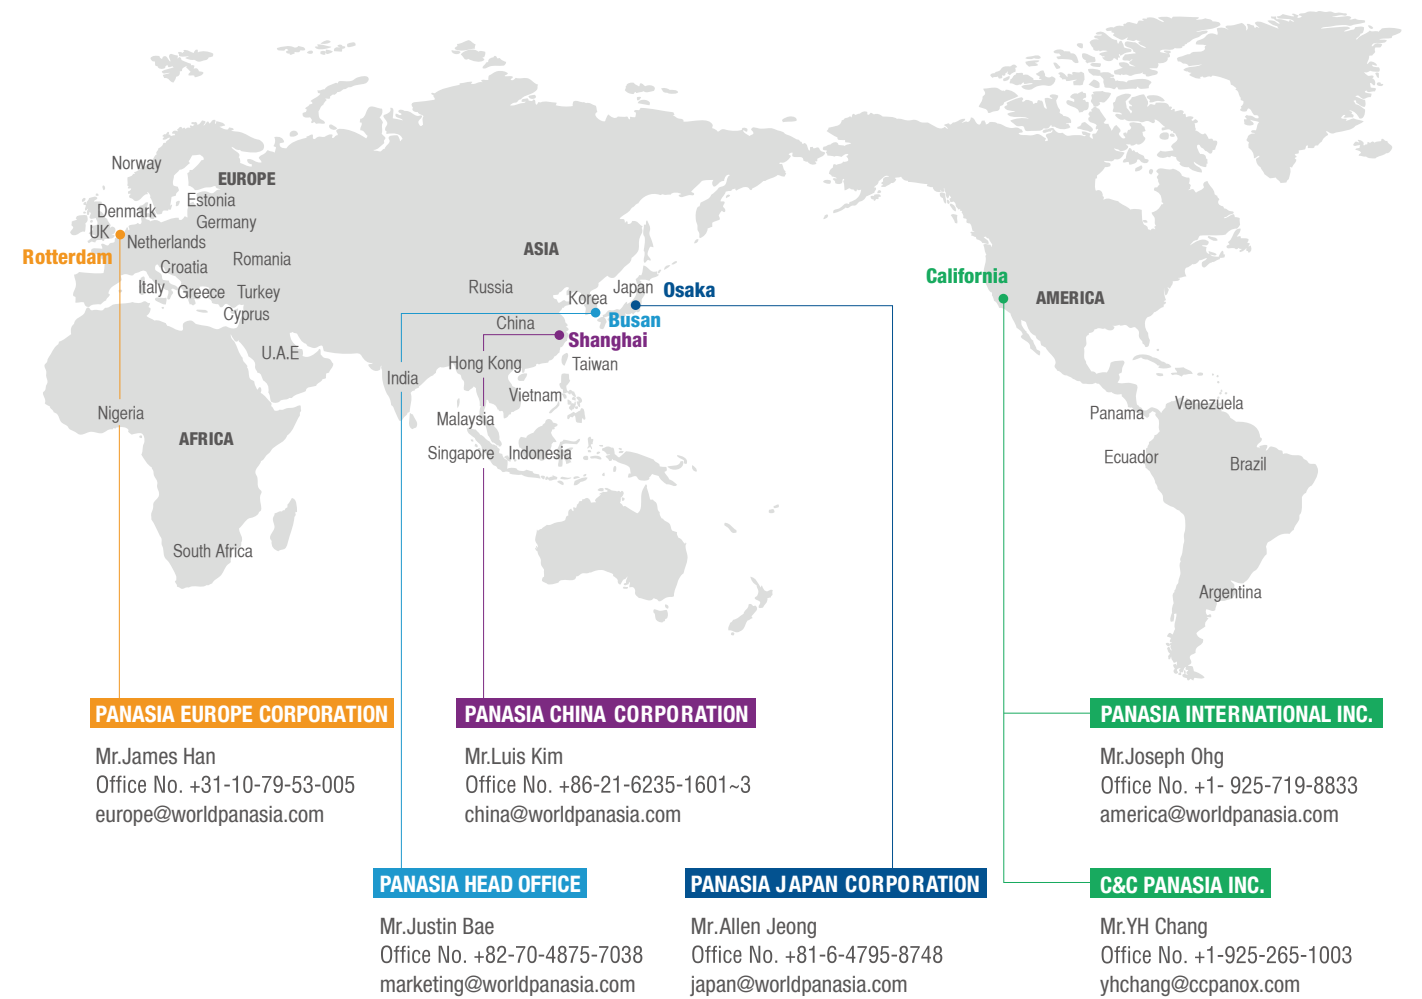 Norway
EUROPE
Estonia
Denmark
Germany
UK
Netherlands
Rotterdam
Croatia
Romania
Italy
Greece
Turkey
Cyprus
U.A.E
Nigeria
AFRICA
South Africa
ASIA
Russia
Korea
Japan
Osaka
Busan
China
Shanghai
Hong Kong
Taiwan
India
Vietnam
Malaysia
Singapore
Indonesia
California
AMERICA
Panama
Venezuela
Ecuador
Brazil
Argentina
PANASIA EUROPE CORPORATION
Mr.James Han
Office No. +31-10-79-53-005
europe@worldpanasia.com
PANASIA CHINA CORPORATION
Mr.Luis Kim
Office No. +86-21-6235-1601~3
china@worldpanasia.com
PANASIA INTERNATIONAL INC.
Mr.Joseph Ohg
Office No. +1- 925-719-8833
america@worldpanasia.com
PANASIA HEAD OFFICE
Mr.Justin Bae
Office No. +82-70-4875-7038
marketing@worldpanasia.com
PANASIA JAPAN CORPORATION
Mr.Allen Jeong
Office No. +81-6-4795-8748
japan@worldpanasia.com
C&C PANASIA INC.
Mr.YH Chang
Office No. +1-925-265-1003
yhchang@ccpanox.com